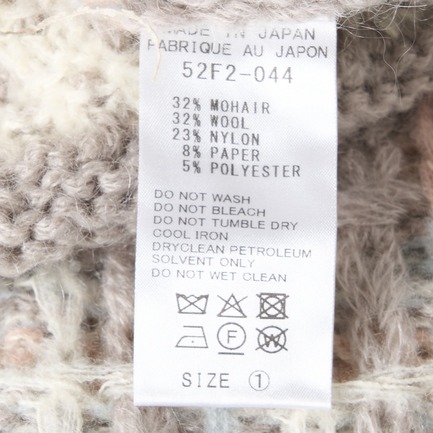 MADE IN JAPAN
FABRIQUE AU JAPON
52F2-044
32% MOHAIR
32% WOOL
23% NYLON
8% PAPER
5% POLYESTER
DO NOT WASH
DO NOT BLEACH
DO NOT TUMBLE DRY
COOL IRON
DRYCLEAN PETROLEUM
SOLVENT ONLY
DO NOT WET CLEAN
F W
SIZE ①